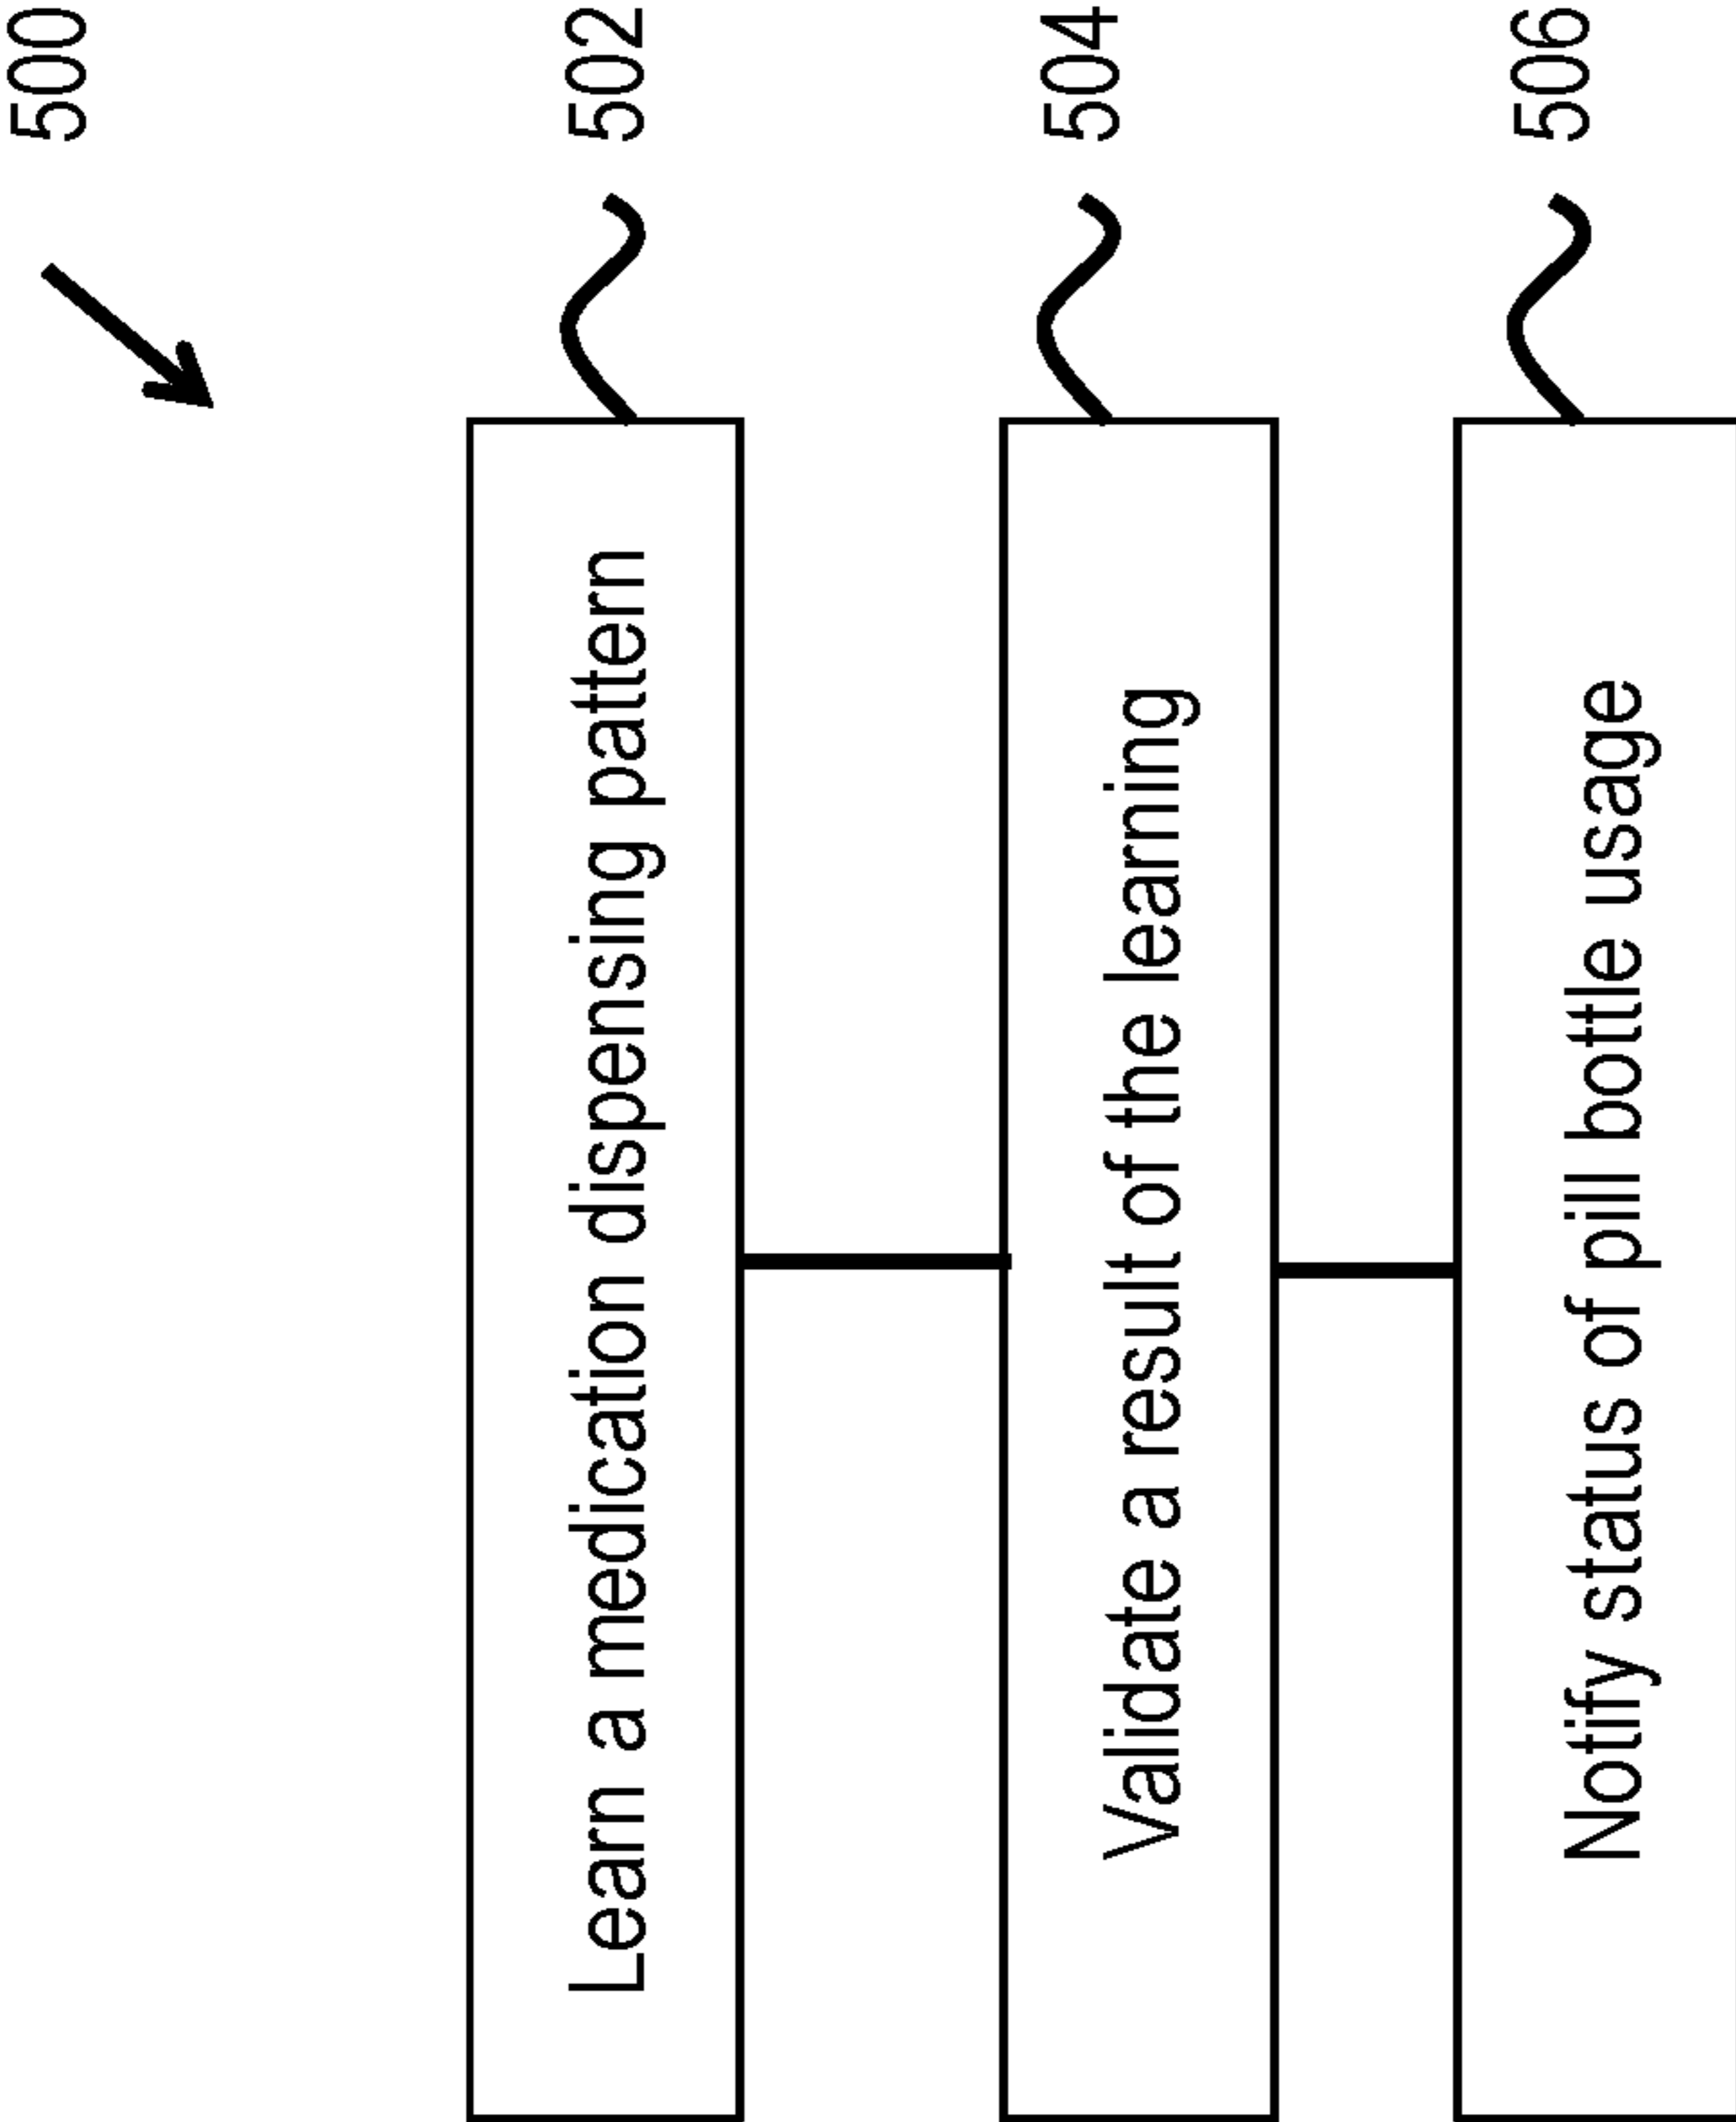 500
Learn a medication dispensing pattern
502
Validate a result of the learning
504
Notify status of pill bottle usage
506